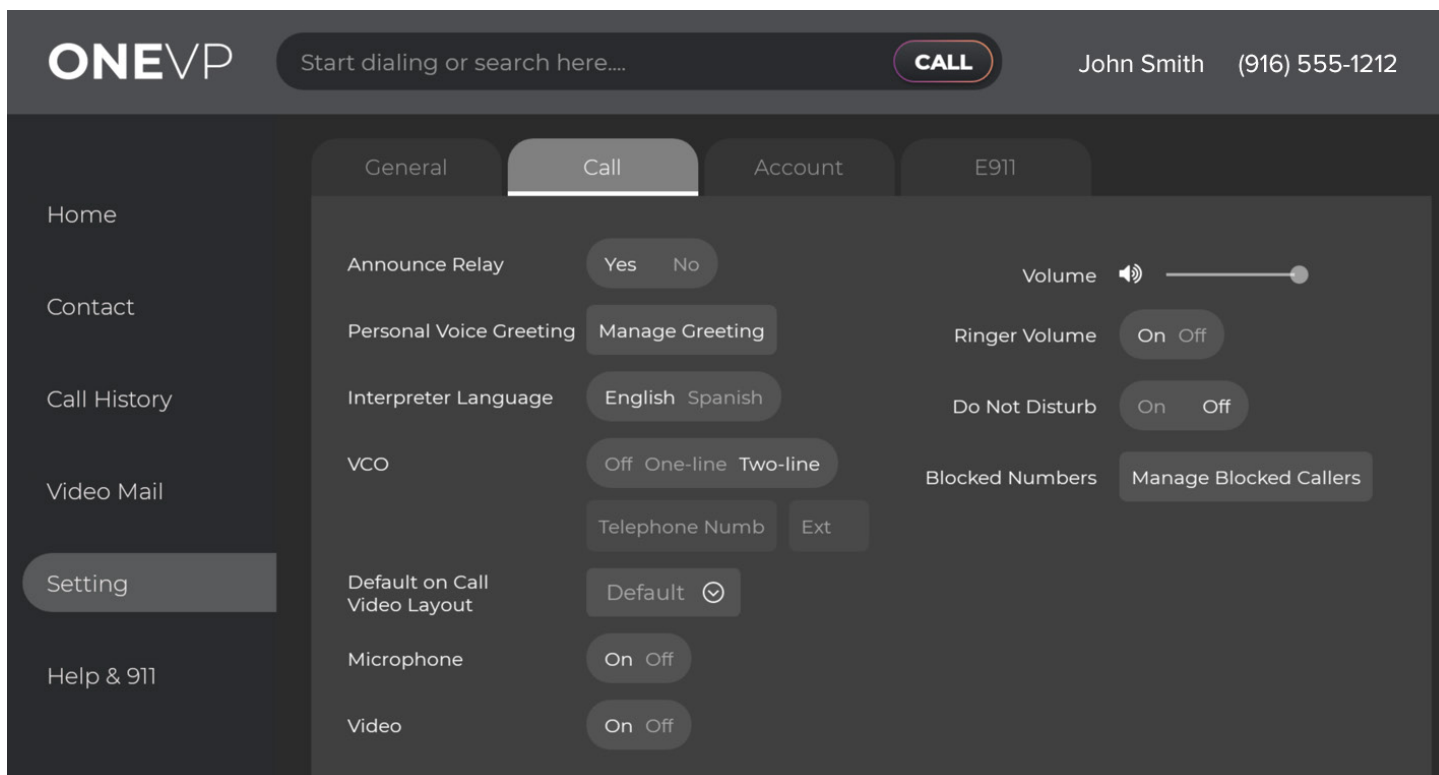 ONEVP
Start dialing or search here....
CALL
John Smith (916) 555-1212
Home
Contact
Call History
Video Mail
Setting
Help & 911
General Call Account E911
Announce Relay Yes No
Personal Voice Greeting Manage Greeting
Interpreter Language English Spanish
VCO Off One-line Two-line
Telephone Numb Ext
Default on Call
Video Layout
Default
Microphone On Off
Video On Off
Volume
Ringer Volume On Off
Do Not Disturb On Off
Blocked Numbers Manage Blocked Callers